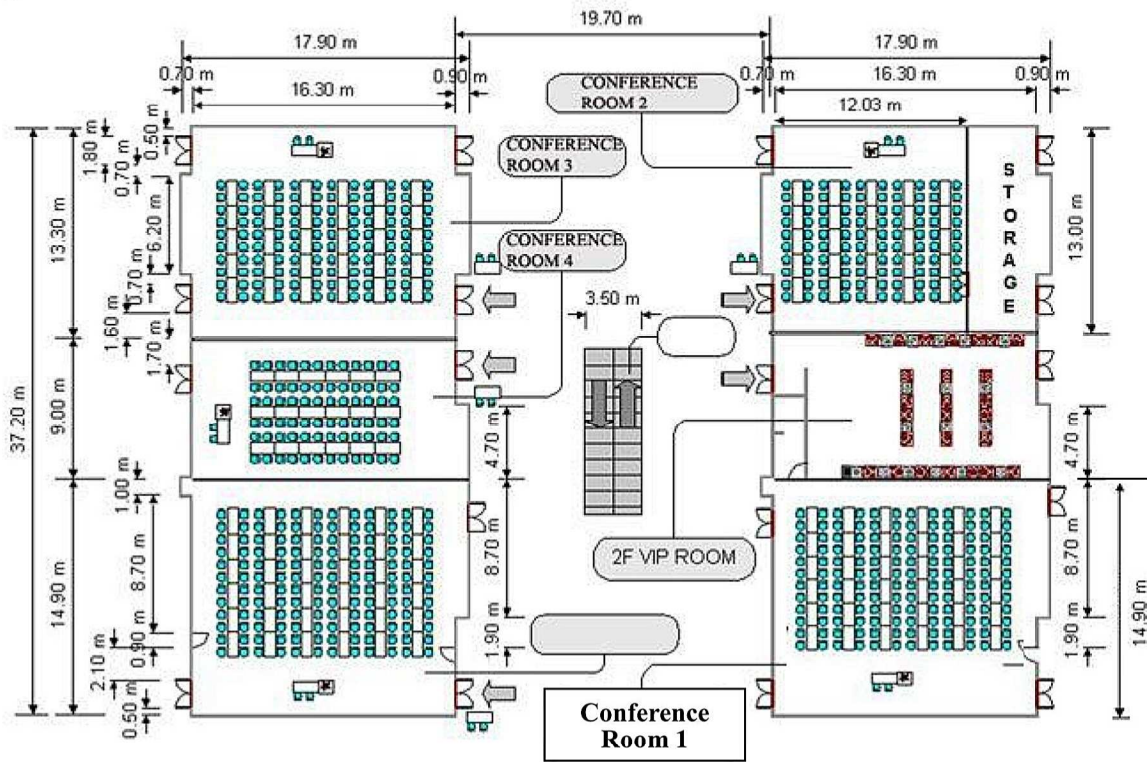 19.70 m
17.90 m
17.90 m
0.70 m
0.90 m
0.70 m
0.90 m
16.30 m
16.30 m
12.03 m
CONFERENCE
ROOM 2
CONFERENCE
ROOM 3
CONFERENCE
ROOM 4
STORAGE
1.80 m
0.50 m
0.70 m
6.20 m
13.30 m
0.70 m
1.60 m
1.70 m
13.00 m
3.50 m
37.20 m
9.00 m
4.70 m
4.70 m
1.00 m
8.70 m
14.90 m
0.90 m
2.10 m
0.50 m
8.70 m
1.90 m
2F VIP ROOM
8.70 m
1.90 m
14.90 m
Conference
Room 1